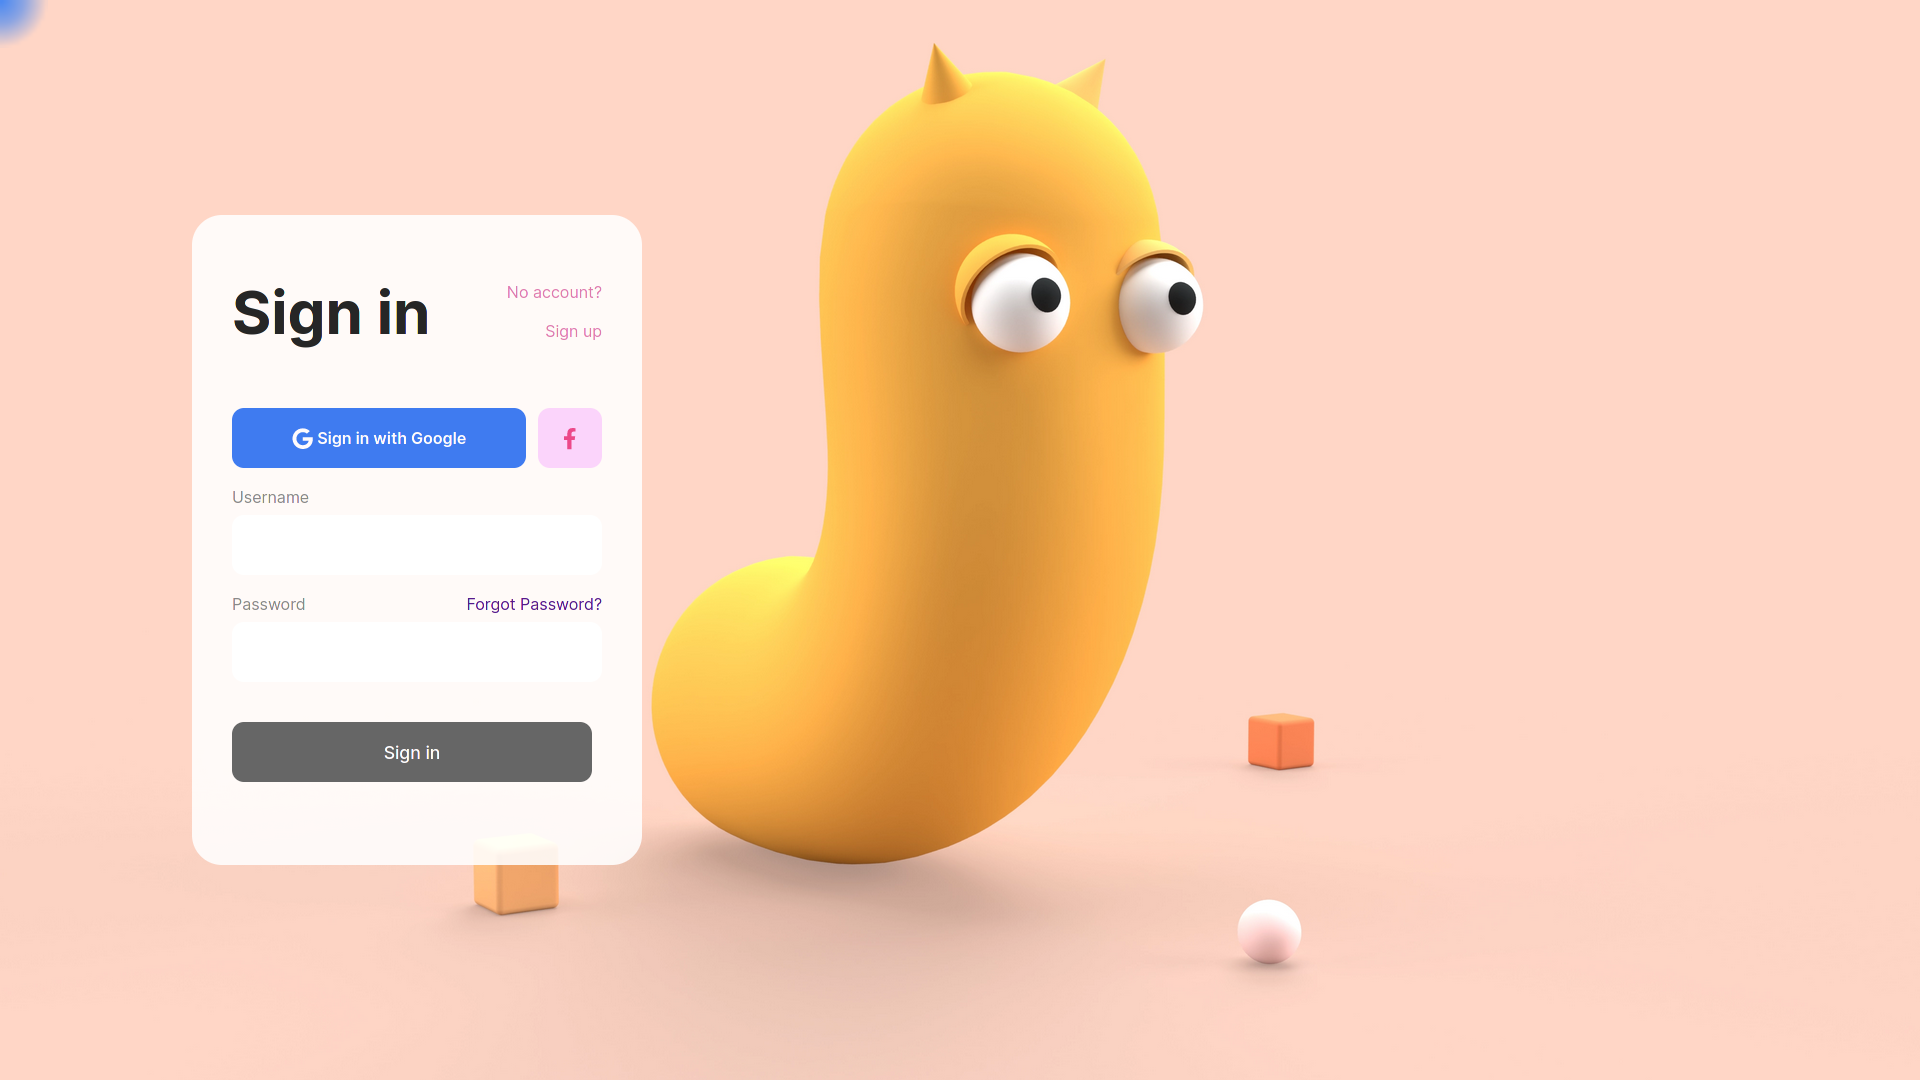 Sign in
No account?
Sign up
Sign in with Google
Username
Password
Forgot Password?
Sign in